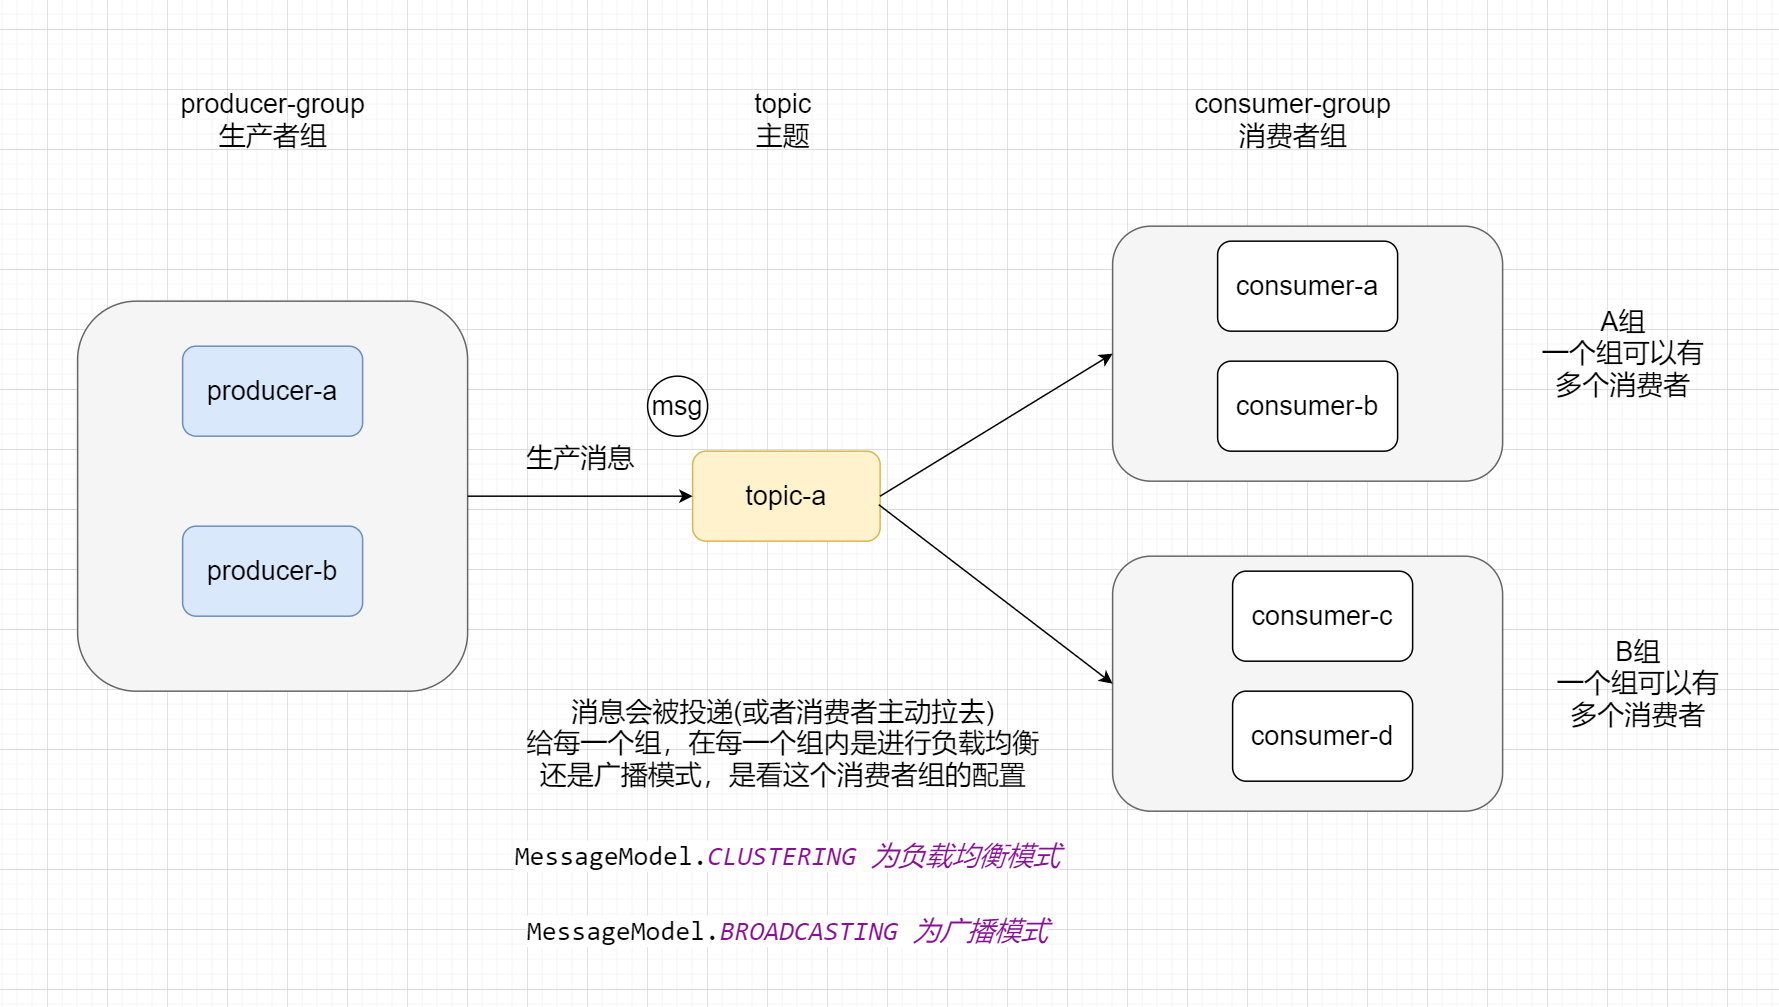 producer-group
生产者组
topic
主题
consumer-group
消费者组
producer-a
producer-b
生产消息
msg
topic-a
consumer-a
consumer-b
A组
一个组可以有
多个消费者
consumer-c
consumer-d
B组
一个组可以有
多个消费者
消息会被投递(或者消费者主动拉去)
给每一个组，在每一个组内是进行负载均衡
还是广播模式，是看这个消费者组的配置
MessageModel.CLUSTERING 为负载均衡模式
MessageModel.BROADCASTING 为广播模式